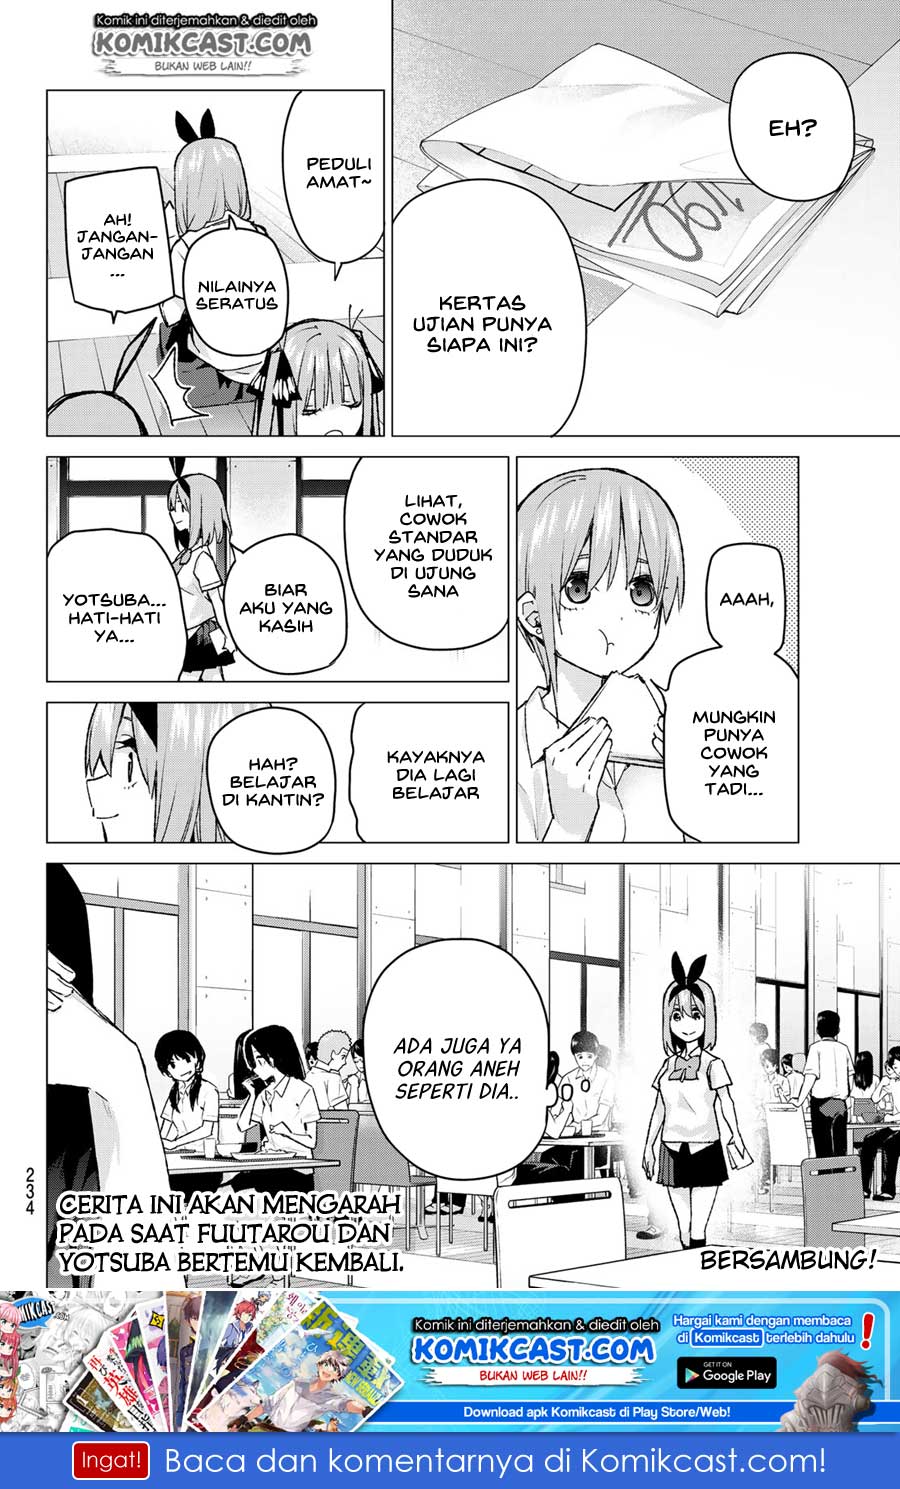 Komik ini diterjemahkan & diedit oleh
KOMIKCAST.COM
BUKAN WEB LAIN!!
EH?
KERTAS
UJIAN PUNYA
SIAPA INI?
PEDULI
AMAT~
NILAINYA
SERATUS
AH!
JANGAN-
JANGAN
...
AAAH,
MUNGKIN
PUNYA
COWOK
YANG
TADI...
LIHAT,
COWOK
STANDAR
YANG DUDUK
DI UJUNG
SANA
BIAR
AKU YANG
KASIH
YOTSUBA...
HATI-HATI
YA...
KAYAKNYA
DIA LAGI
BELAJAR
HAH?
BELAJAR
DI KANTIN?
ADA JUGA YA
ORANG ANEH
SEPERTI DIA..
234
CERITA INI AKAN MENGARAH
PADA SAAT FUUTAROU DAN
YOTSUBA BERTEMU KEMBALI.
BERSAMBUNG!
Komik ini diterjemahkan & diedit oleh
KOMIKCAST.COM
BUKAN WEB LAIN!!
Hargai kami dengan membaca
di Komikcast terlebih dahulu
!
GET IT ON
Google Play
Download apk Komikcast di Play Store/Web!
Ingat! Baca dan komentarnya di Komikcast.com!